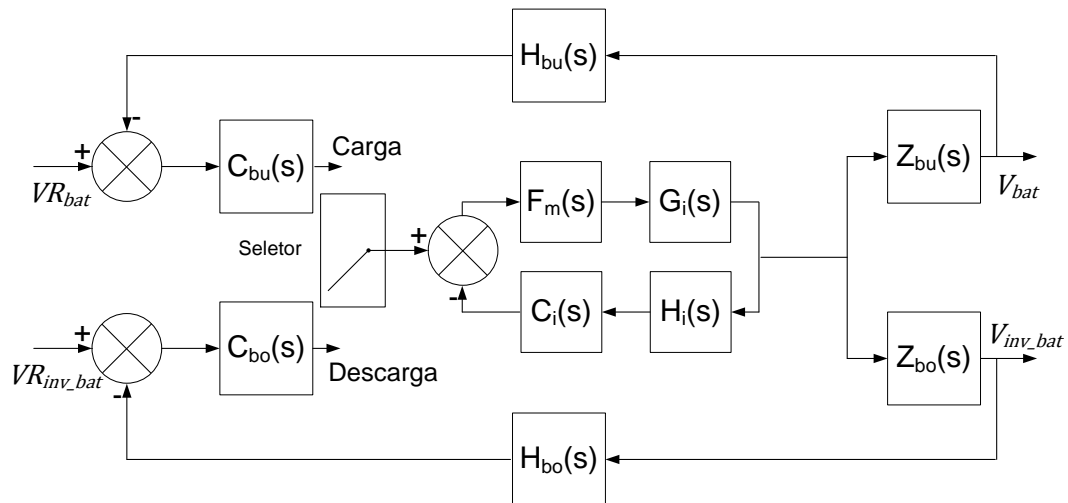 H_bu(s)
-
+
VR_bat
C_bu(s)
Carga
Z_bu(s)
V_bat
F_m(s)
G_i(s)
Seletor
+
-
C_i(s)
H_i(s)
+
VR_inv_bat
-
C_bo(s)
Descarga
Z_bo(s)
V_inv_bat
H_bo(s)